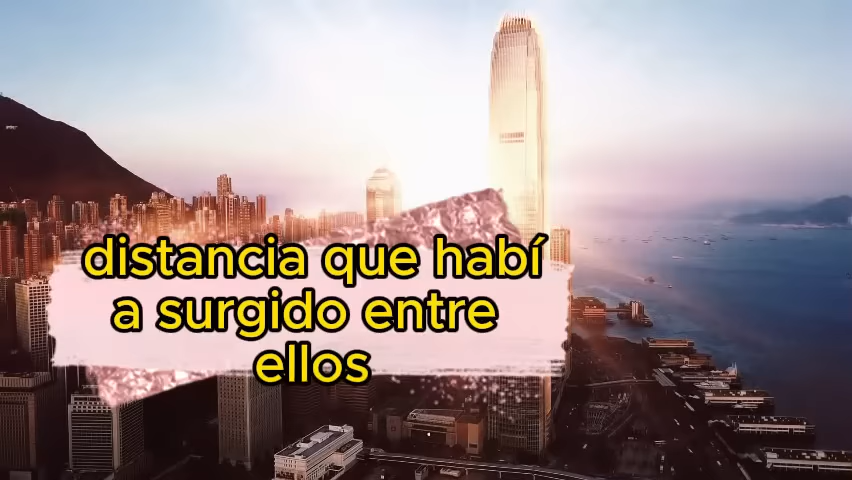 distancia que habí
a surgido entre
ellos